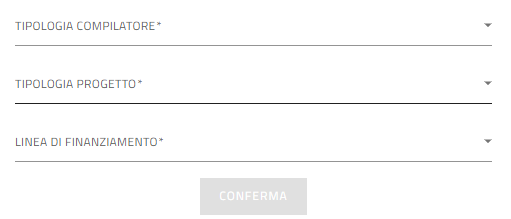 TIPOLOGIA COMPILATORE*
TIPOLOGIA PROGETTO*
LINEA DI FINANZIAMENTO*
CONFERMA